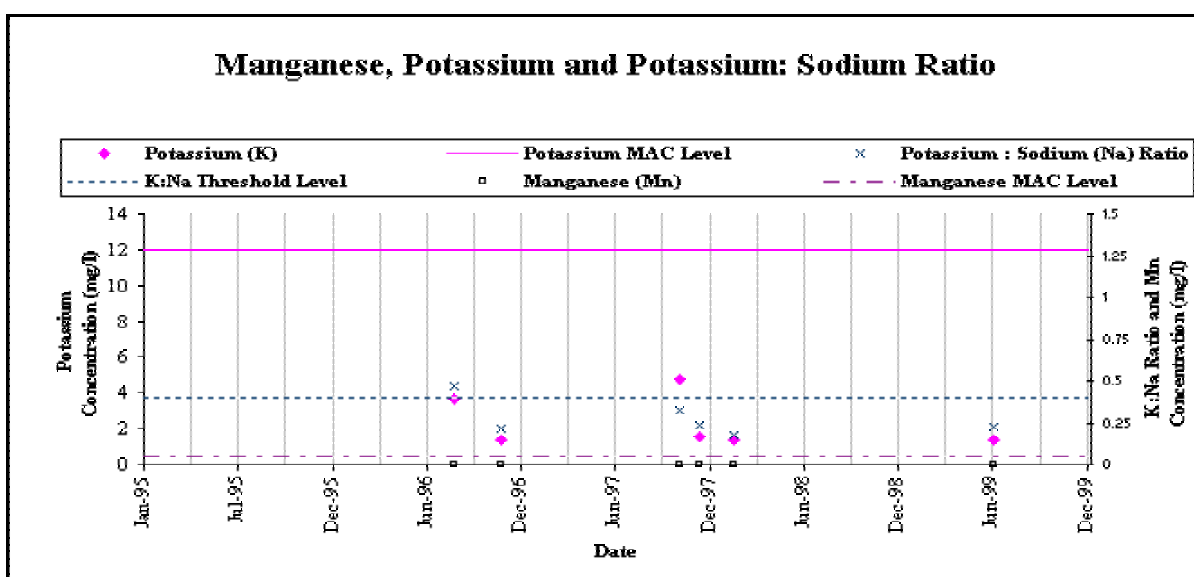 Manganese, Potassium and Potassium: Sodium Ratio
Potassium (K)
Potassium MAC Level
Potassium : Sodium (Na) Ratio
K:Na Threshold Level
Manganese (Mn)
Manganese MAC Level
14
12
10
8
6
4
2
0
Potassium
Concentration (mg/l)
1.5
1.25
1
0.75
0.5
0.25
0
K:Na Ratio and Mn
Concentration (mg/l)
Jan-95
Jul-95
Dec-95
Jun-96
Dec-96
Jun-97
Dec-97
Jun-98
Dec-98
Jun-99
Dec-99
Date